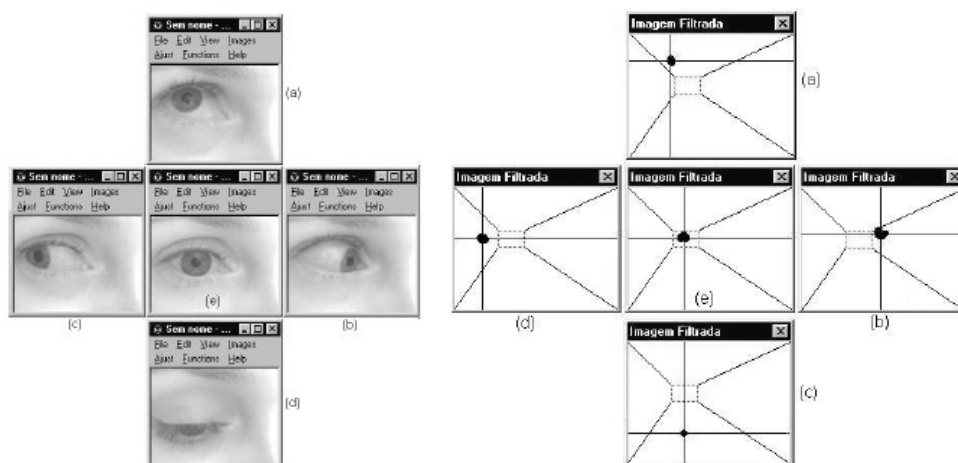 Sem nome - ...
File Edit View Images
Ajust Functions Help
(a)
Sem nome - ...
File Edit View Images
Ajust Functions Help
(c)
Sem nome - ...
File Edit View Images
Ajust Functions Help
(e)
Sem nome - ...
File Edit View Images
Ajust Functions Help
(b)
Sem nome - ...
File Edit View Images
Ajust Functions Help
(d)
Imagem Filtrada
(a)
Imagem Filtrada
(d)
Imagem Filtrada
(e)
Imagem Filtrada
(b)
Imagem Filtrada
(c)